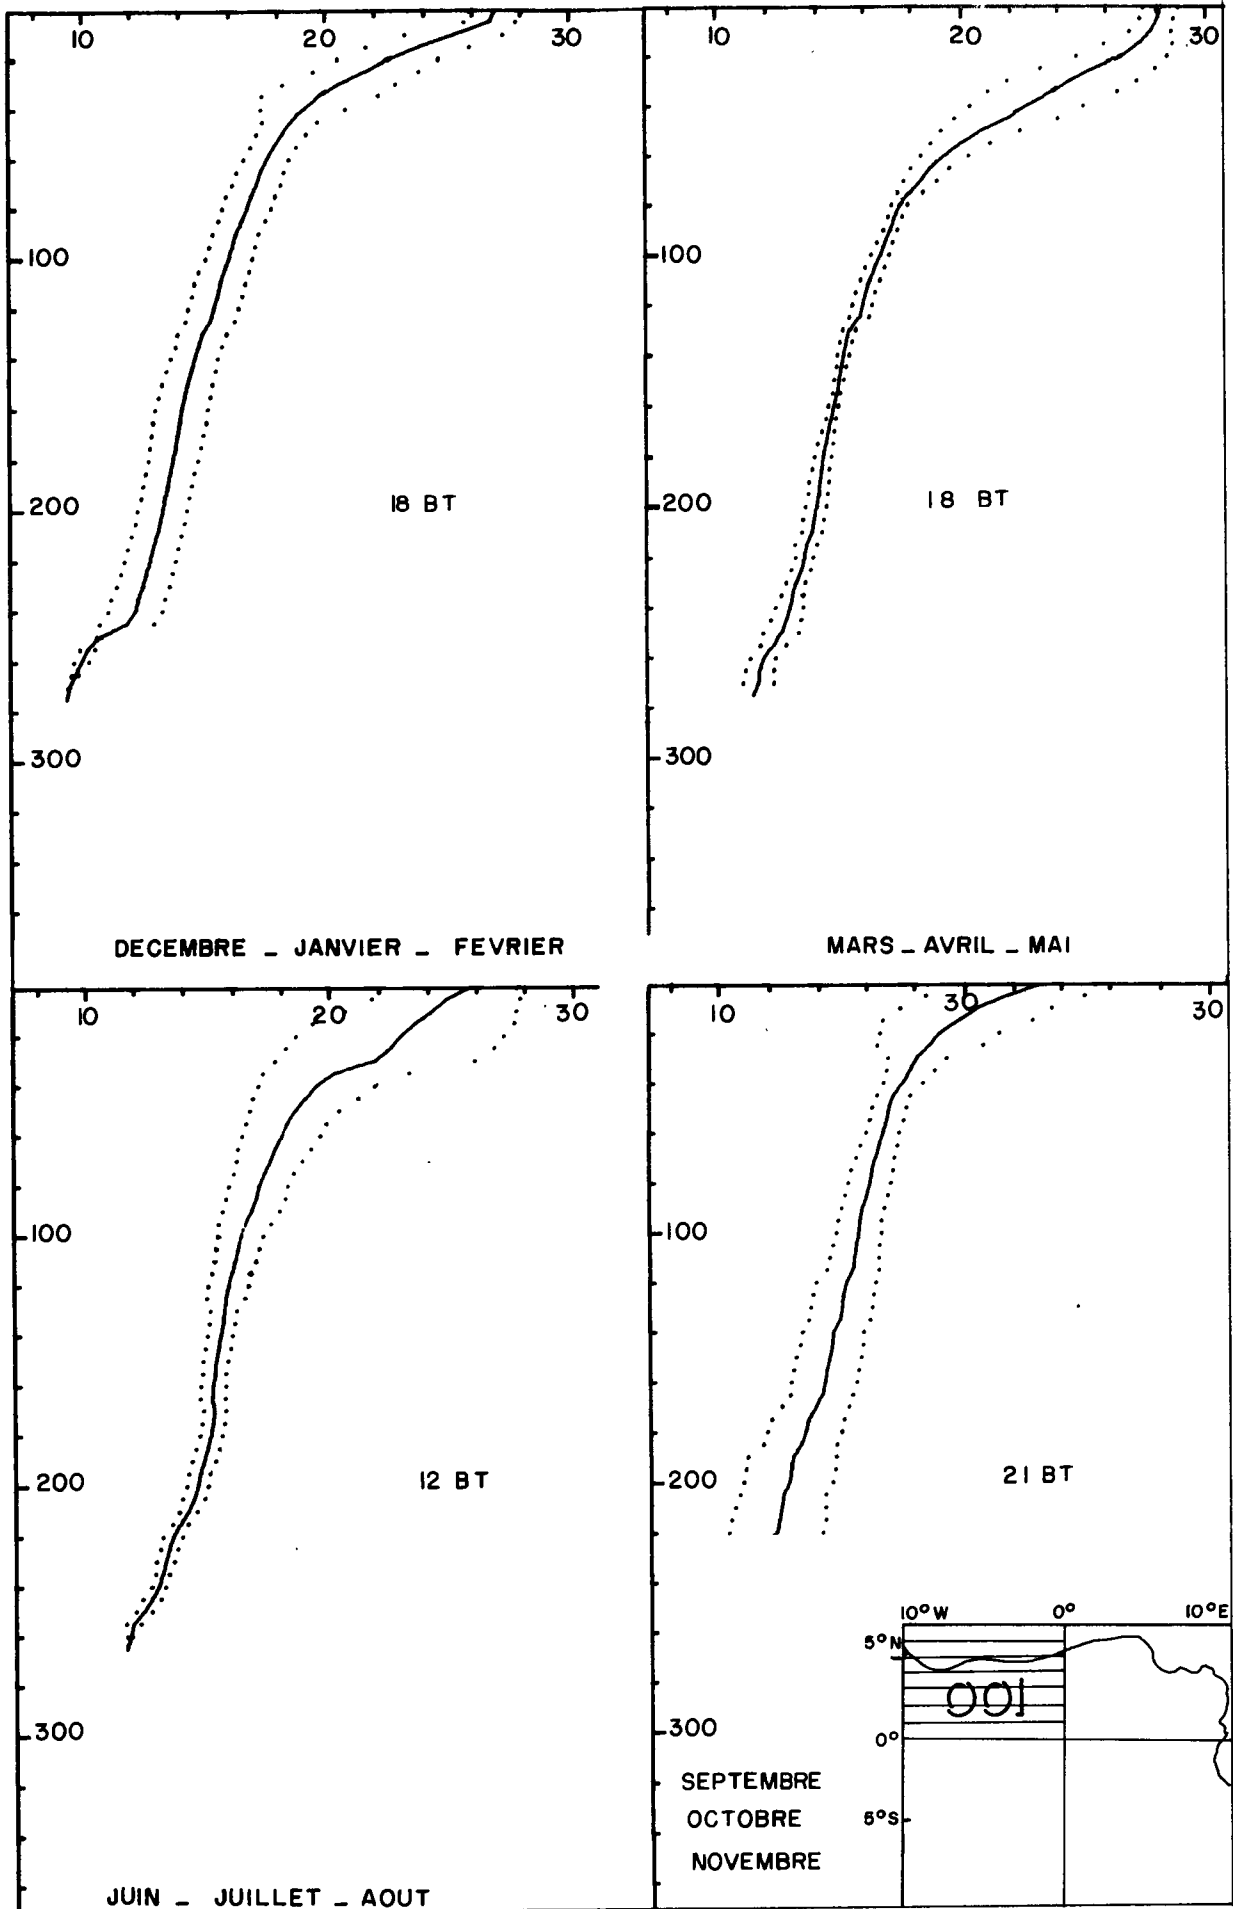 10 20 30
100
200
18 BT
300
DECEMBRE _ JANVIER _ FEVRIER
10 20 30
100
200
18 BT
300
MARS _ AVRIL _ MAI
10 20 30
100
200
12 BT
300
JUIN _ JUILLET _ AOUT
10 30 30
100
200
21 BT
300
SEPTEMBRE
OCTOBRE
NOVEMBRE
10°W 0° 10°E
5°N
0°
5°S